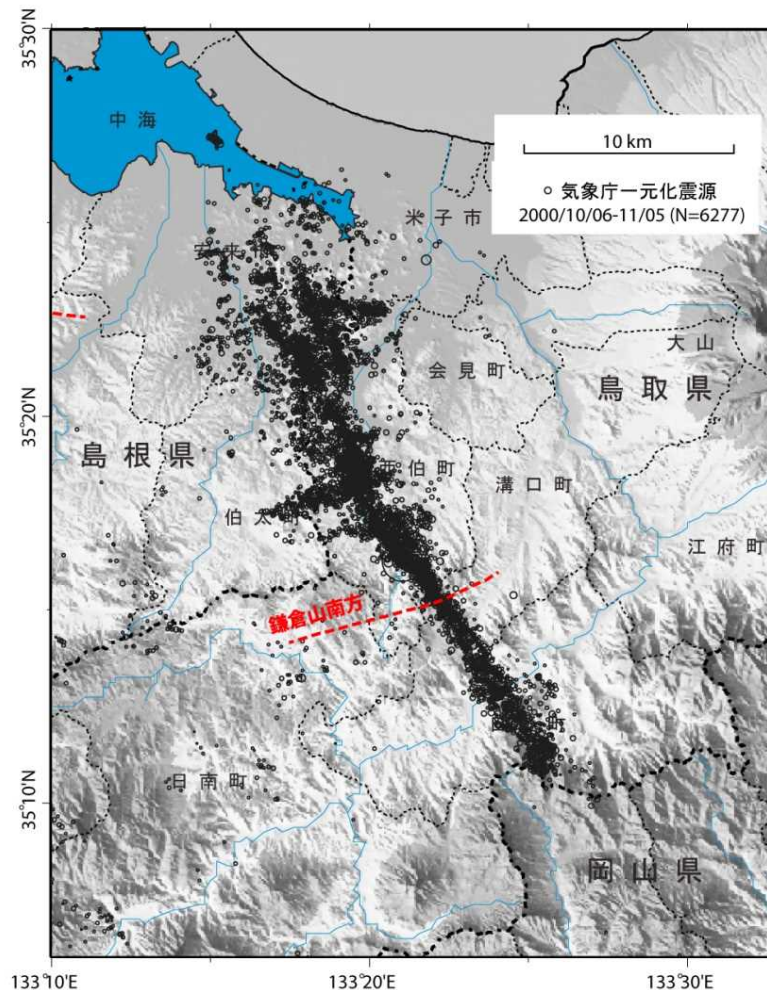 35°30'N
中海
10 km
気象庁一元化震源
2000/10/06-11/05 (N=6277)
米子市
大山
会見町
鳥取県
35°20'N
島根県
西伯町
溝口町
伯太町
江府町
鎌倉山南方
日南町
35°10'N
岡山県
133°10'E
133°20'E
133°30'E